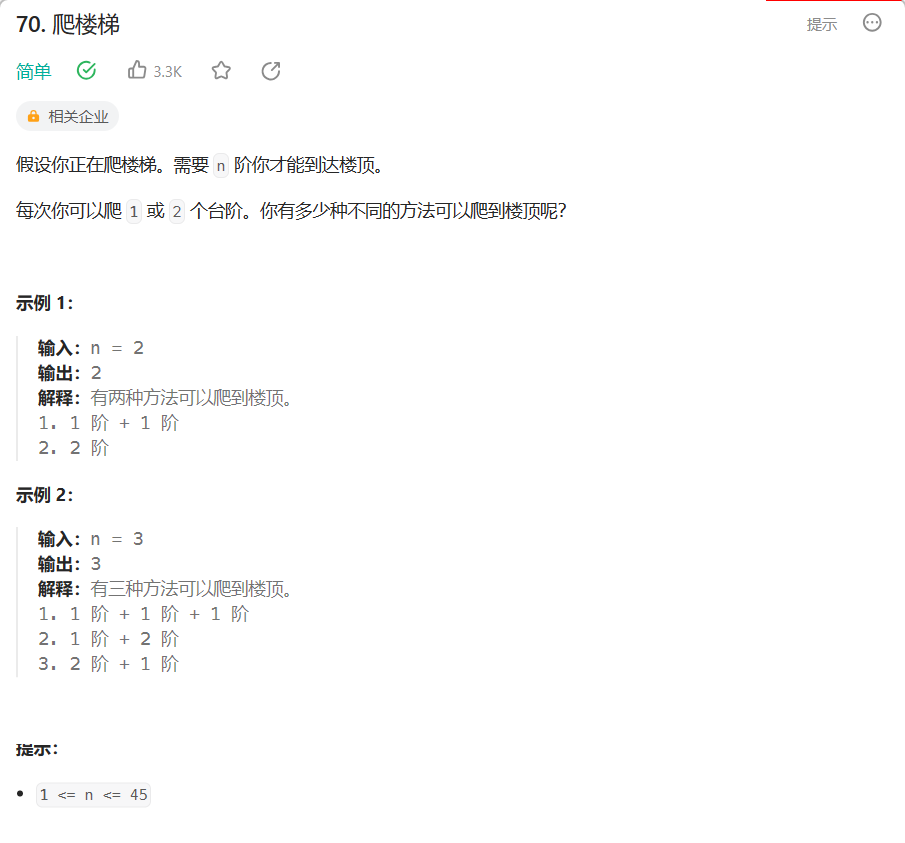 70. 爬楼梯
提示
简单
3.3K
相关企业
假设你正在爬楼梯。需要 n 阶你才能到达楼顶。
每次你可以爬 1 或 2 个台阶。你有多少种不同的方法可以爬到楼顶呢？
示例 1：
输入：n = 2
输出：2
解释：有两种方法可以爬到楼顶。
1. 1 阶 + 1 阶
2. 2 阶
示例 2：
输入：n = 3
输出：3
解释：有三种方法可以爬到楼顶。
1. 1 阶 + 1 阶 + 1 阶
2. 1 阶 + 2 阶
3. 2 阶 + 1 阶
提示：
1 <= n <= 45